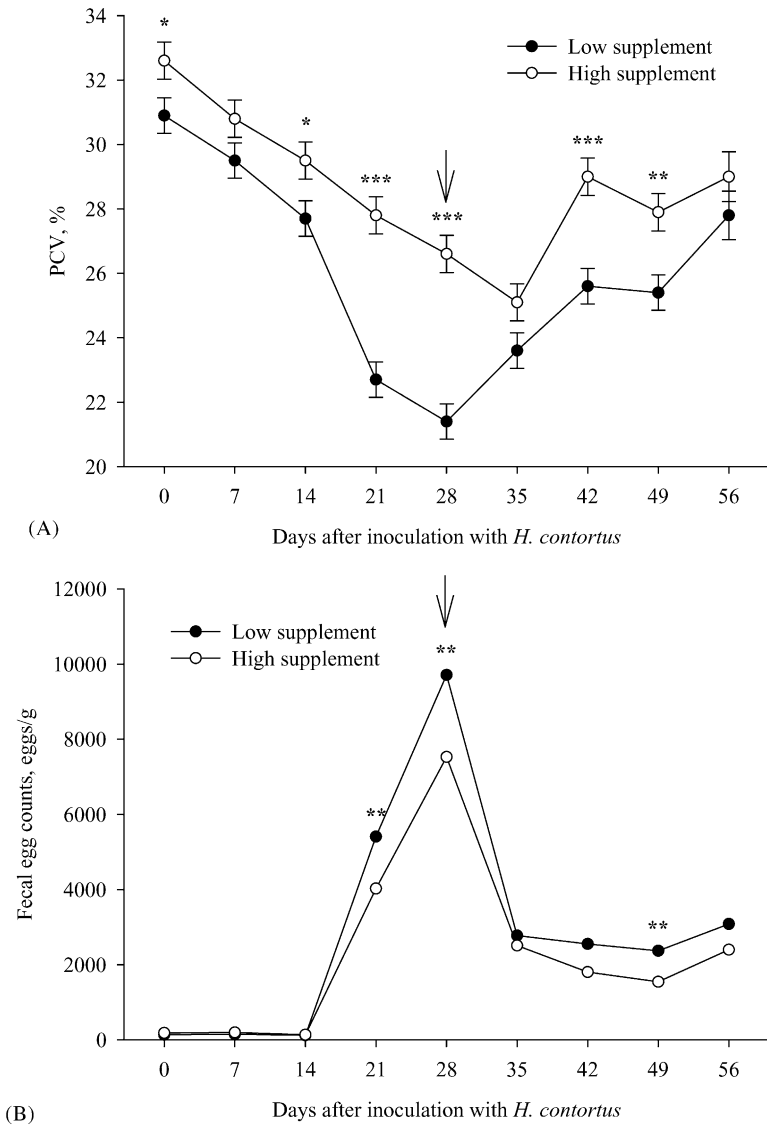 34
32
30
28
26
24
22
20
PCV, %
Low supplement
High supplement
*
*
***
***
***
**
0 7 14 21 28 35 42 49 56
(A)
Days after inoculation with H. contortus
12000
10000
8000
6000
4000
2000
0
Fecal egg counts, eggs/g
Low supplement
High supplement
**
**
**
0 7 14 21 28 35 42 49 56
Days after inoculation with H. contortus
(B)